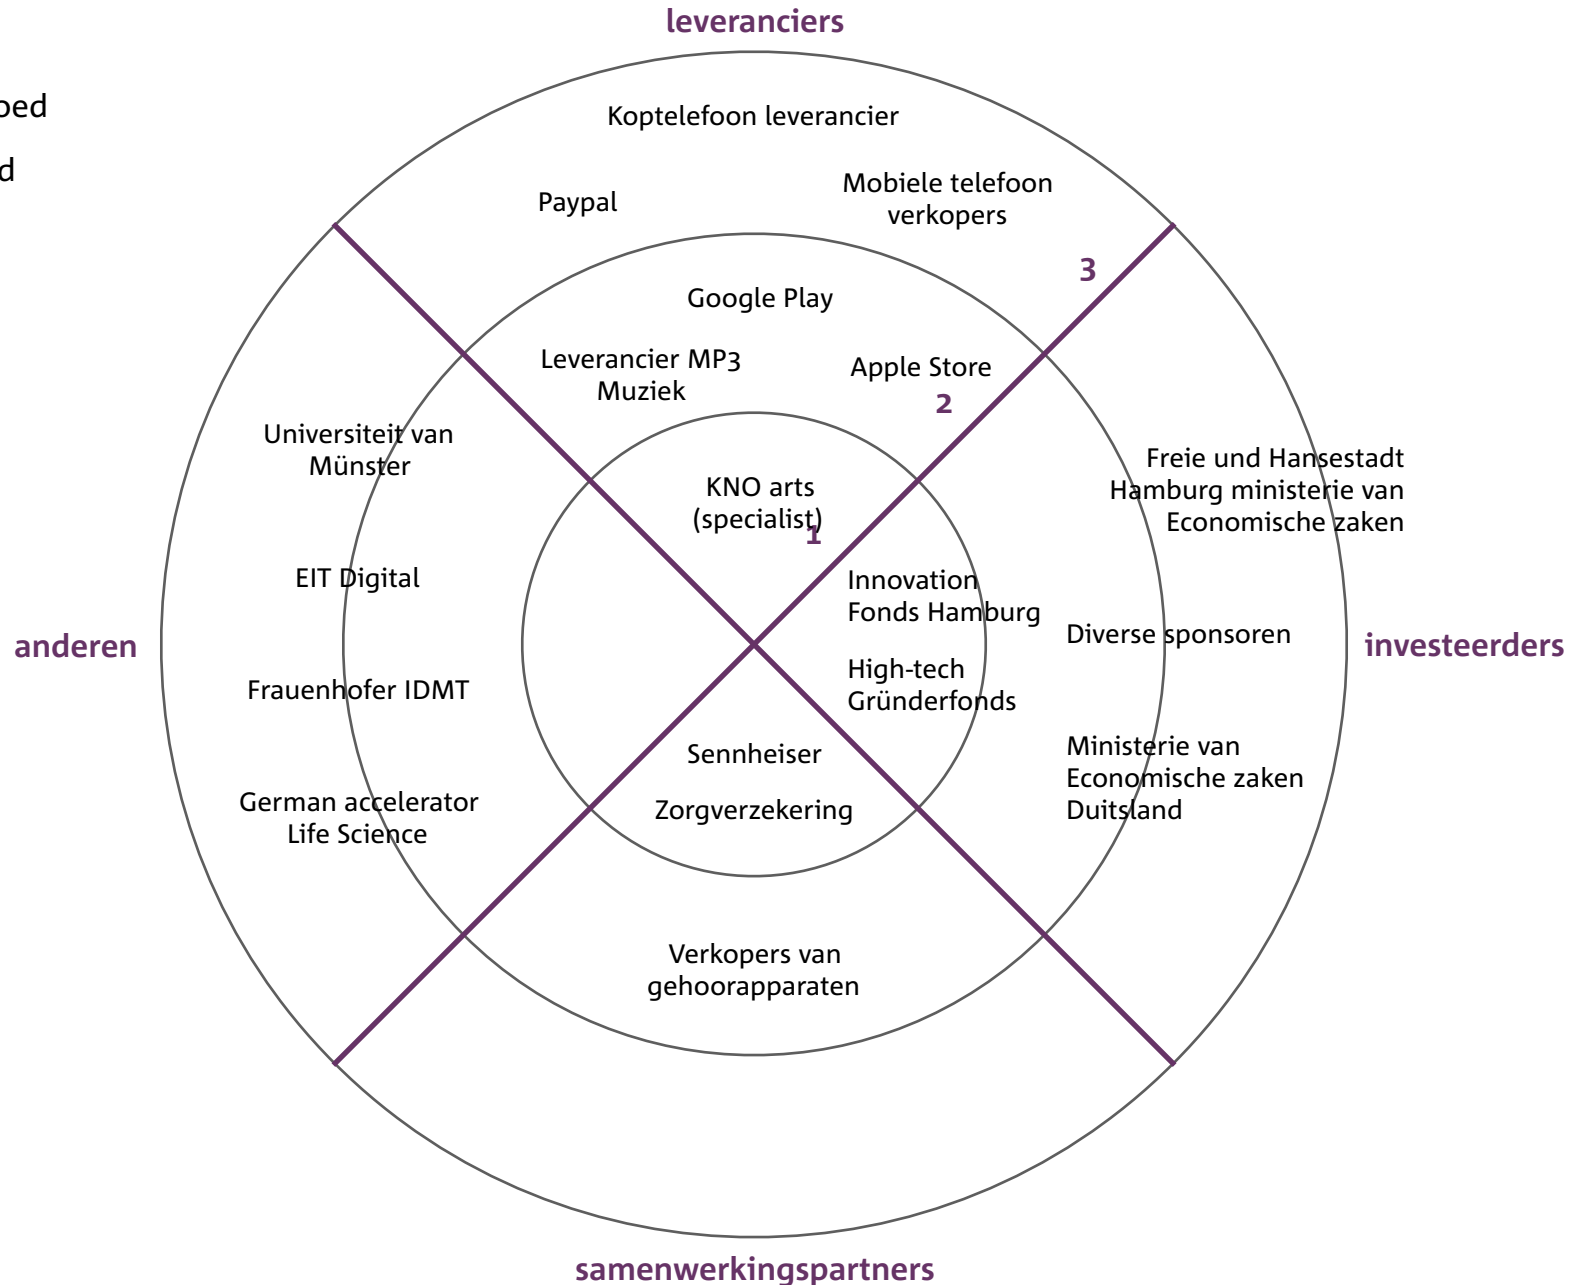 leveranciers
oed
d
Koptelefoon leverancier
Paypal
Mobiele telefoon
verkopers
3
Google Play
Leverancier MP3
Muziek
Apple Store
2
KNO arts
(specialist)
1
Universiteit van
Münster
EIT Digital
Frauenhofer IDMT
German accelerator
Life Science
anderen
Innovation
Fonds Hamburg
High-tech
Gründerfonds
Freie und Hansestadt
Hamburg ministerie van
Economische zaken
Diverse sponsoren
Ministerie van
Economische zaken
Duitsland
investeerders
Sennheiser
Zorgverzekering
Verkopers van
gehoorapparaten
samenwerkingspartners